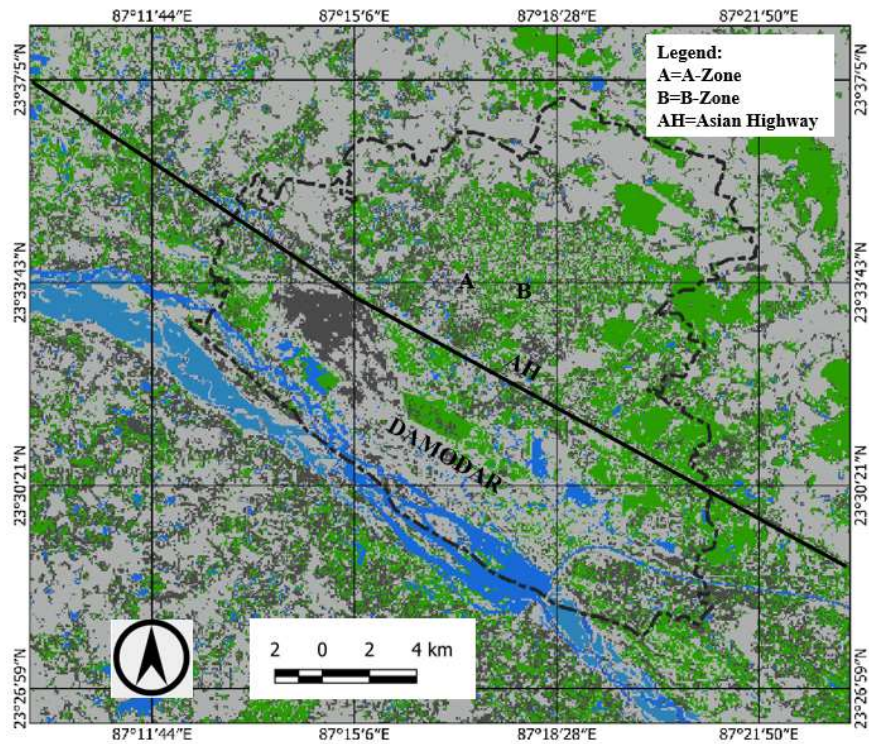 87°11′44″E 87°15′6″E 87°18′28″E 87°21′50″E
Legend:
A=A-Zone
B=B-Zone
AH=Asian Highway
23°37′5″N 23°37′5″N
23°33′43″N 23°33′43″N
A B
AH
DAMODAR
23°30′21″N 23°30′21″N
2 0 2 4 km
23°26′59″N 23°26′59″N
87°11′44″E 87°15′6″E 87°18′28″E 87°21′50″E